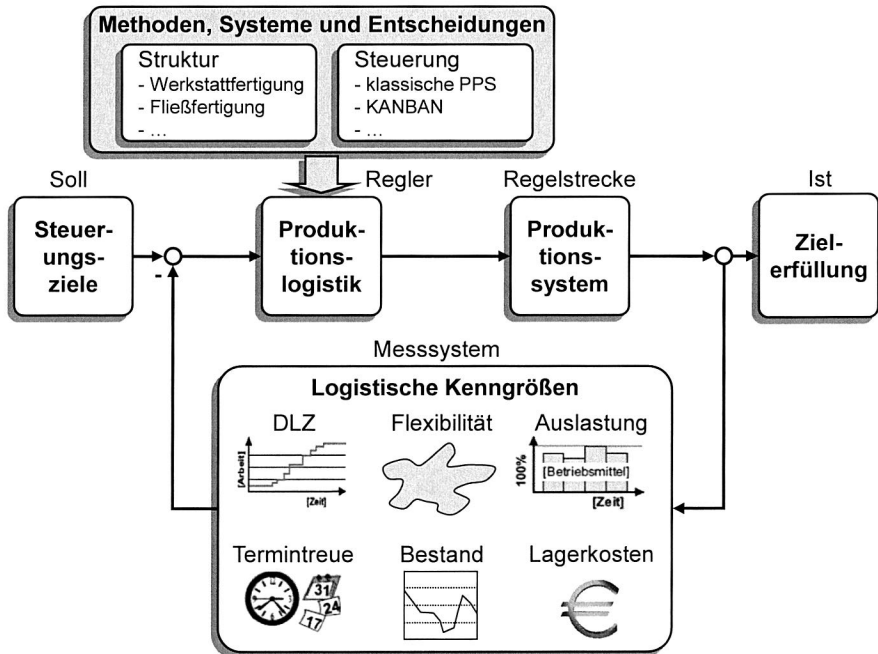 Methoden, Systeme und Entscheidungen
Struktur
- Werkstattfertigung
- Fließfertigung
- ...
Steuerung
- klassische PPS
- KANBAN
- ...
Soll
Regler
Regelstrecke
Ist
Steuer-
ungs-
ziele
-
Produk-
tions-
logistik
Produk-
tions-
system
Ziel-
erfüllung
Messsystem
Logistische Kenngrößen
DLZ
[Arbeit]
[Zeit]
Flexibilität
Auslastung
100%
[Betriebsmittel]
[Zeit]
Termintreue
31
24
17
Bestand
Lagerkosten
€